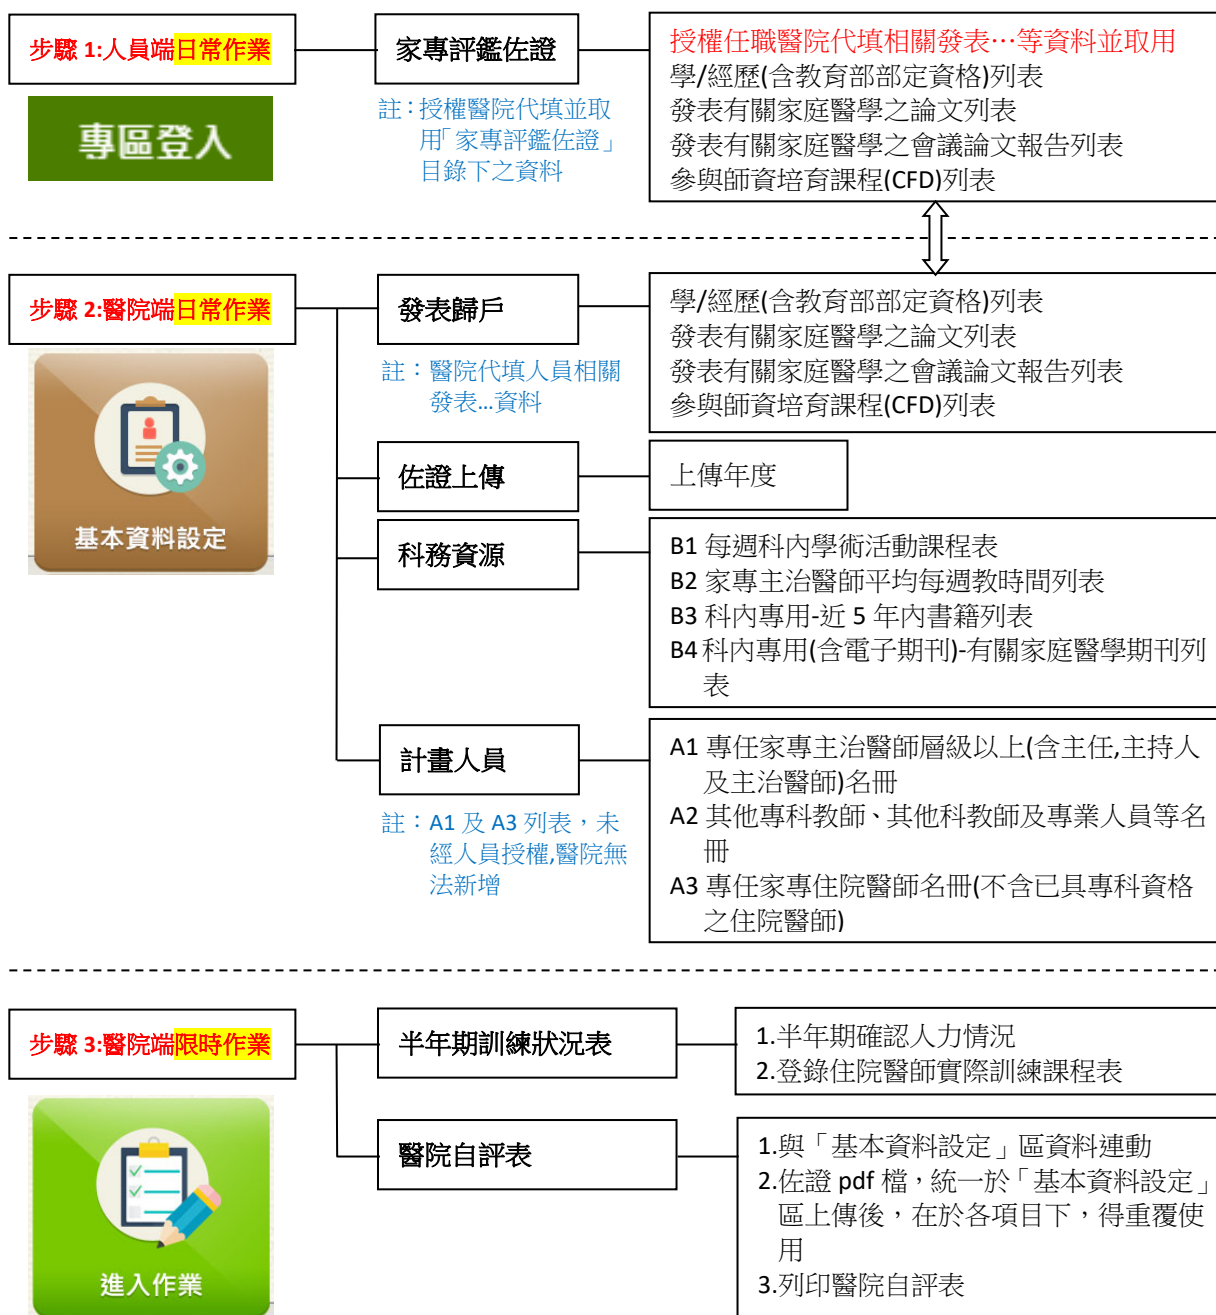 步驟 1:人員端日常作業
專區登入
家專評鑑佐證
註：授權醫院代填並取
用「家專評鑑佐證」
目錄下之資料
授權任職醫院代填相關發表…等資料並取用
學/經歷(含教育部部定資格)列表
發表有關家庭醫學之論文列表
發表有關家庭醫學之會議論文報告列表
參與師資培育課程(CFD)列表
步驟 2:醫院端日常作業
基本資料設定
發表歸戶
註：醫院代填人員相關
發表…資料
學/經歷(含教育部部定資格)列表
發表有關家庭醫學之論文列表
發表有關家庭醫學之會議論文報告列表
參與師資培育課程(CFD)列表
佐證上傳
上傳年度
科務資源
B1 每週科內學術活動課程表
B2 家專主治醫師平均每週教時間列表
B3 科內專用-近 5 年內書籍列表
B4 科內專用(含電子期刊)-有關家庭醫學期刊列
表
計畫人員
註：A1 及 A3 列表，未
經人員授權,醫院無
法新增
A1 專任家專主治醫師層級以上(含主任,主持人
及主治醫師)名冊
A2 其他專科教師、其他科教師及專業人員等名
冊
A3 專任家專住院醫師名冊(不含已具專科資格
之住院醫師)
步驟 3:醫院端限時作業
進入作業
半年期訓練狀況表
1.半年期確認人力情況
2.登錄住院醫師實際訓練課程表
醫院自評表
1.與「基本資料設定」區資料連動
2.佐證 pdf 檔，統一於「基本資料設定」
區上傳後，在於各項目下，得重覆使
用
3.列印醫院自評表